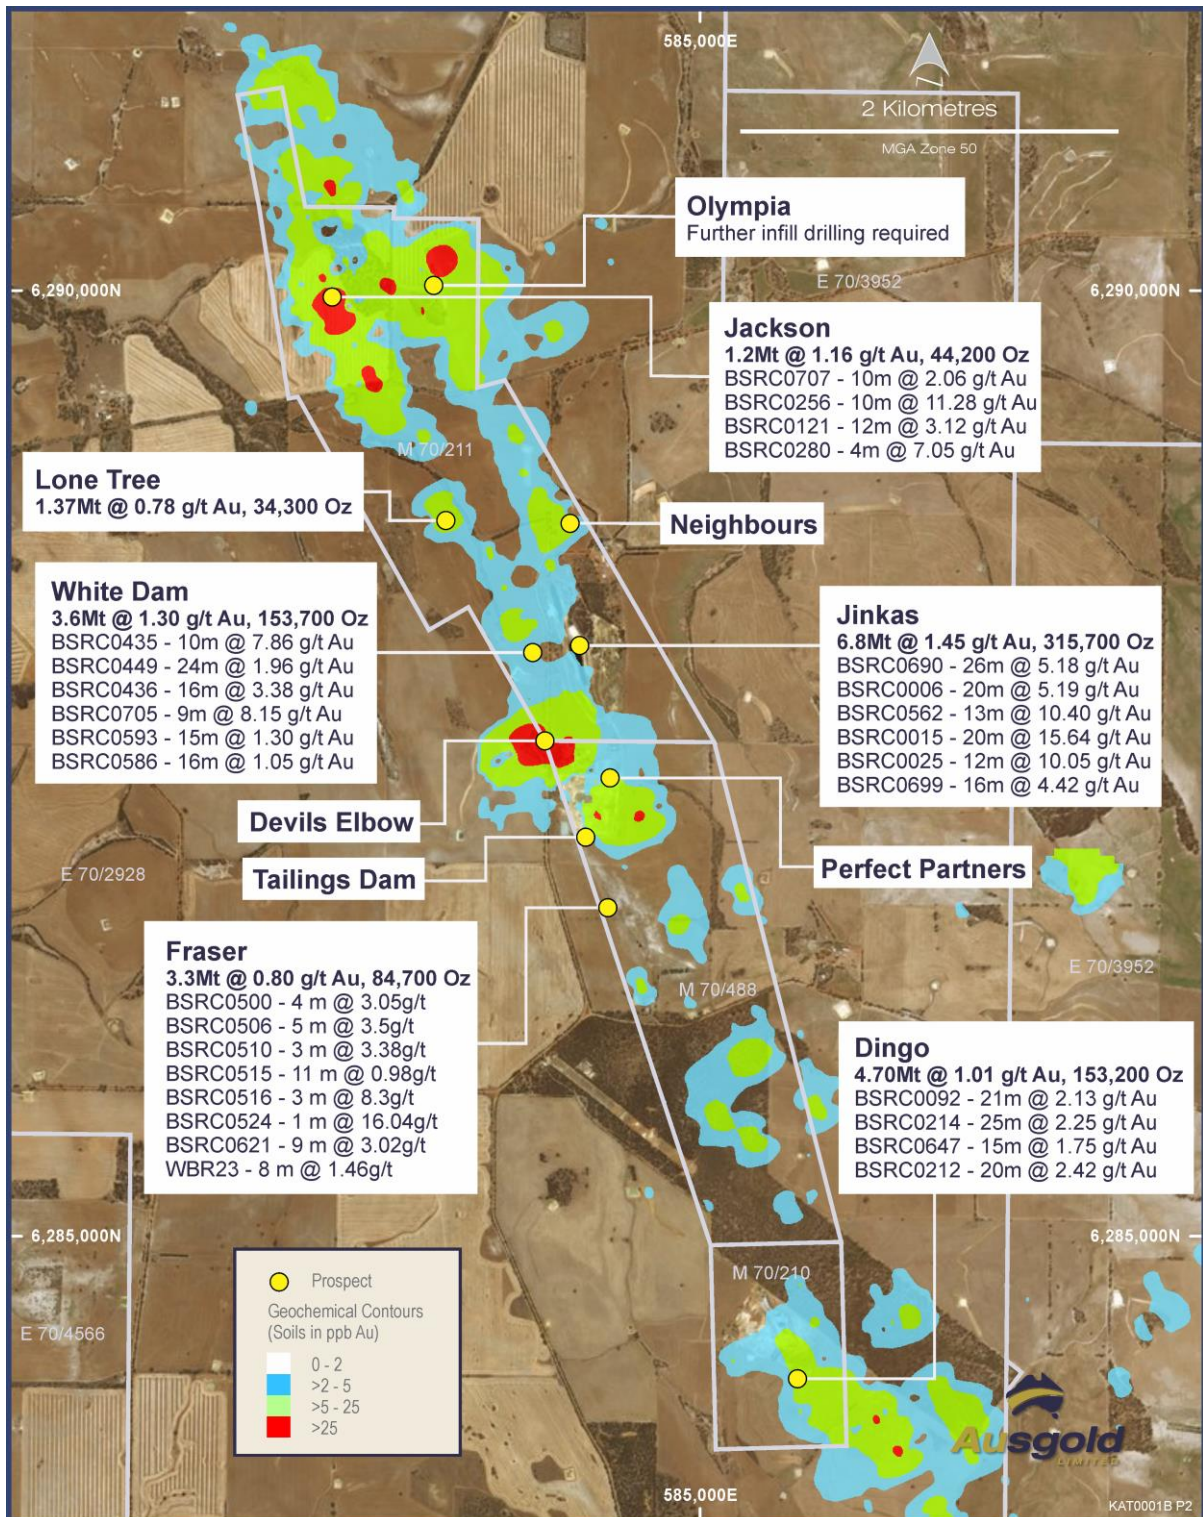 585,000E
2 Kilometres
MGA Zone 50
Olympia
Further infill drilling required
E 70/3952
6,290,000N
6,290,000N
Jackson
1.2Mt @ 1.16 g/t Au, 44,200 Oz
BSRC0707 - 10m @ 2.06 g/t Au
BSRC0256 - 10m @ 11.28 g/t Au
BSRC0121 - 12m @ 3.12 g/t Au
BSRC0280 - 4m @ 7.05 g/t Au
M 70/211
Lone Tree
1.37Mt @ 0.78 g/t Au, 34,300 Oz
Neighbours
White Dam
3.6Mt @ 1.30 g/t Au, 153,700 Oz
BSRC0435 - 10m @ 7.86 g/t Au
BSRC0449 - 24m @ 1.96 g/t Au
BSRC0436 - 16m @ 3.38 g/t Au
BSRC0705 - 9m @ 8.15 g/t Au
BSRC0593 - 15m @ 1.30 g/t Au
BSRC0586 - 16m @ 1.05 g/t Au
Jinkas
6.8Mt @ 1.45 g/t Au, 315,700 Oz
BSRC0690 - 26m @ 5.18 g/t Au
BSRC0006 - 20m @ 5.19 g/t Au
BSRC0562 - 13m @ 10.40 g/t Au
BSRC0015 - 20m @ 15.64 g/t Au
BSRC0025 - 12m @ 10.05 g/t Au
BSRC0699 - 16m @ 4.42 g/t Au
Devils Elbow
Tailings Dam
Perfect Partners
E 70/2928
Fraser
3.3Mt @ 0.80 g/t Au, 84,700 Oz
BSRC0500 - 4 m @ 3.05g/t
BSRC0506 - 5 m @ 3.5g/t
BSRC0510 - 3 m @ 3.38g/t
BSRC0515 - 11 m @ 0.98g/t
BSRC0516 - 3 m @ 8.3g/t
BSRC0524 - 1 m @ 16.04g/t
BSRC0621 - 9 m @ 3.02g/t
WBR23 - 8 m @ 1.46g/t
E 70/3952
M 70/488
Dingo
4.70Mt @ 1.01 g/t Au, 153,200 Oz
BSRC0092 - 21m @ 2.13 g/t Au
BSRC0214 - 25m @ 2.25 g/t Au
BSRC0647 - 15m @ 1.75 g/t Au
BSRC0212 - 20m @ 2.42 g/t Au
6,285,000N
6,285,000N
M 70/210
E 70/4566
Prospect
Geochemical Contours
(Soils in ppb Au)
0 - 2
>2 - 5
>5 - 25
>25
Ausgold
LIMITED
585,000E
KAT0001B P2